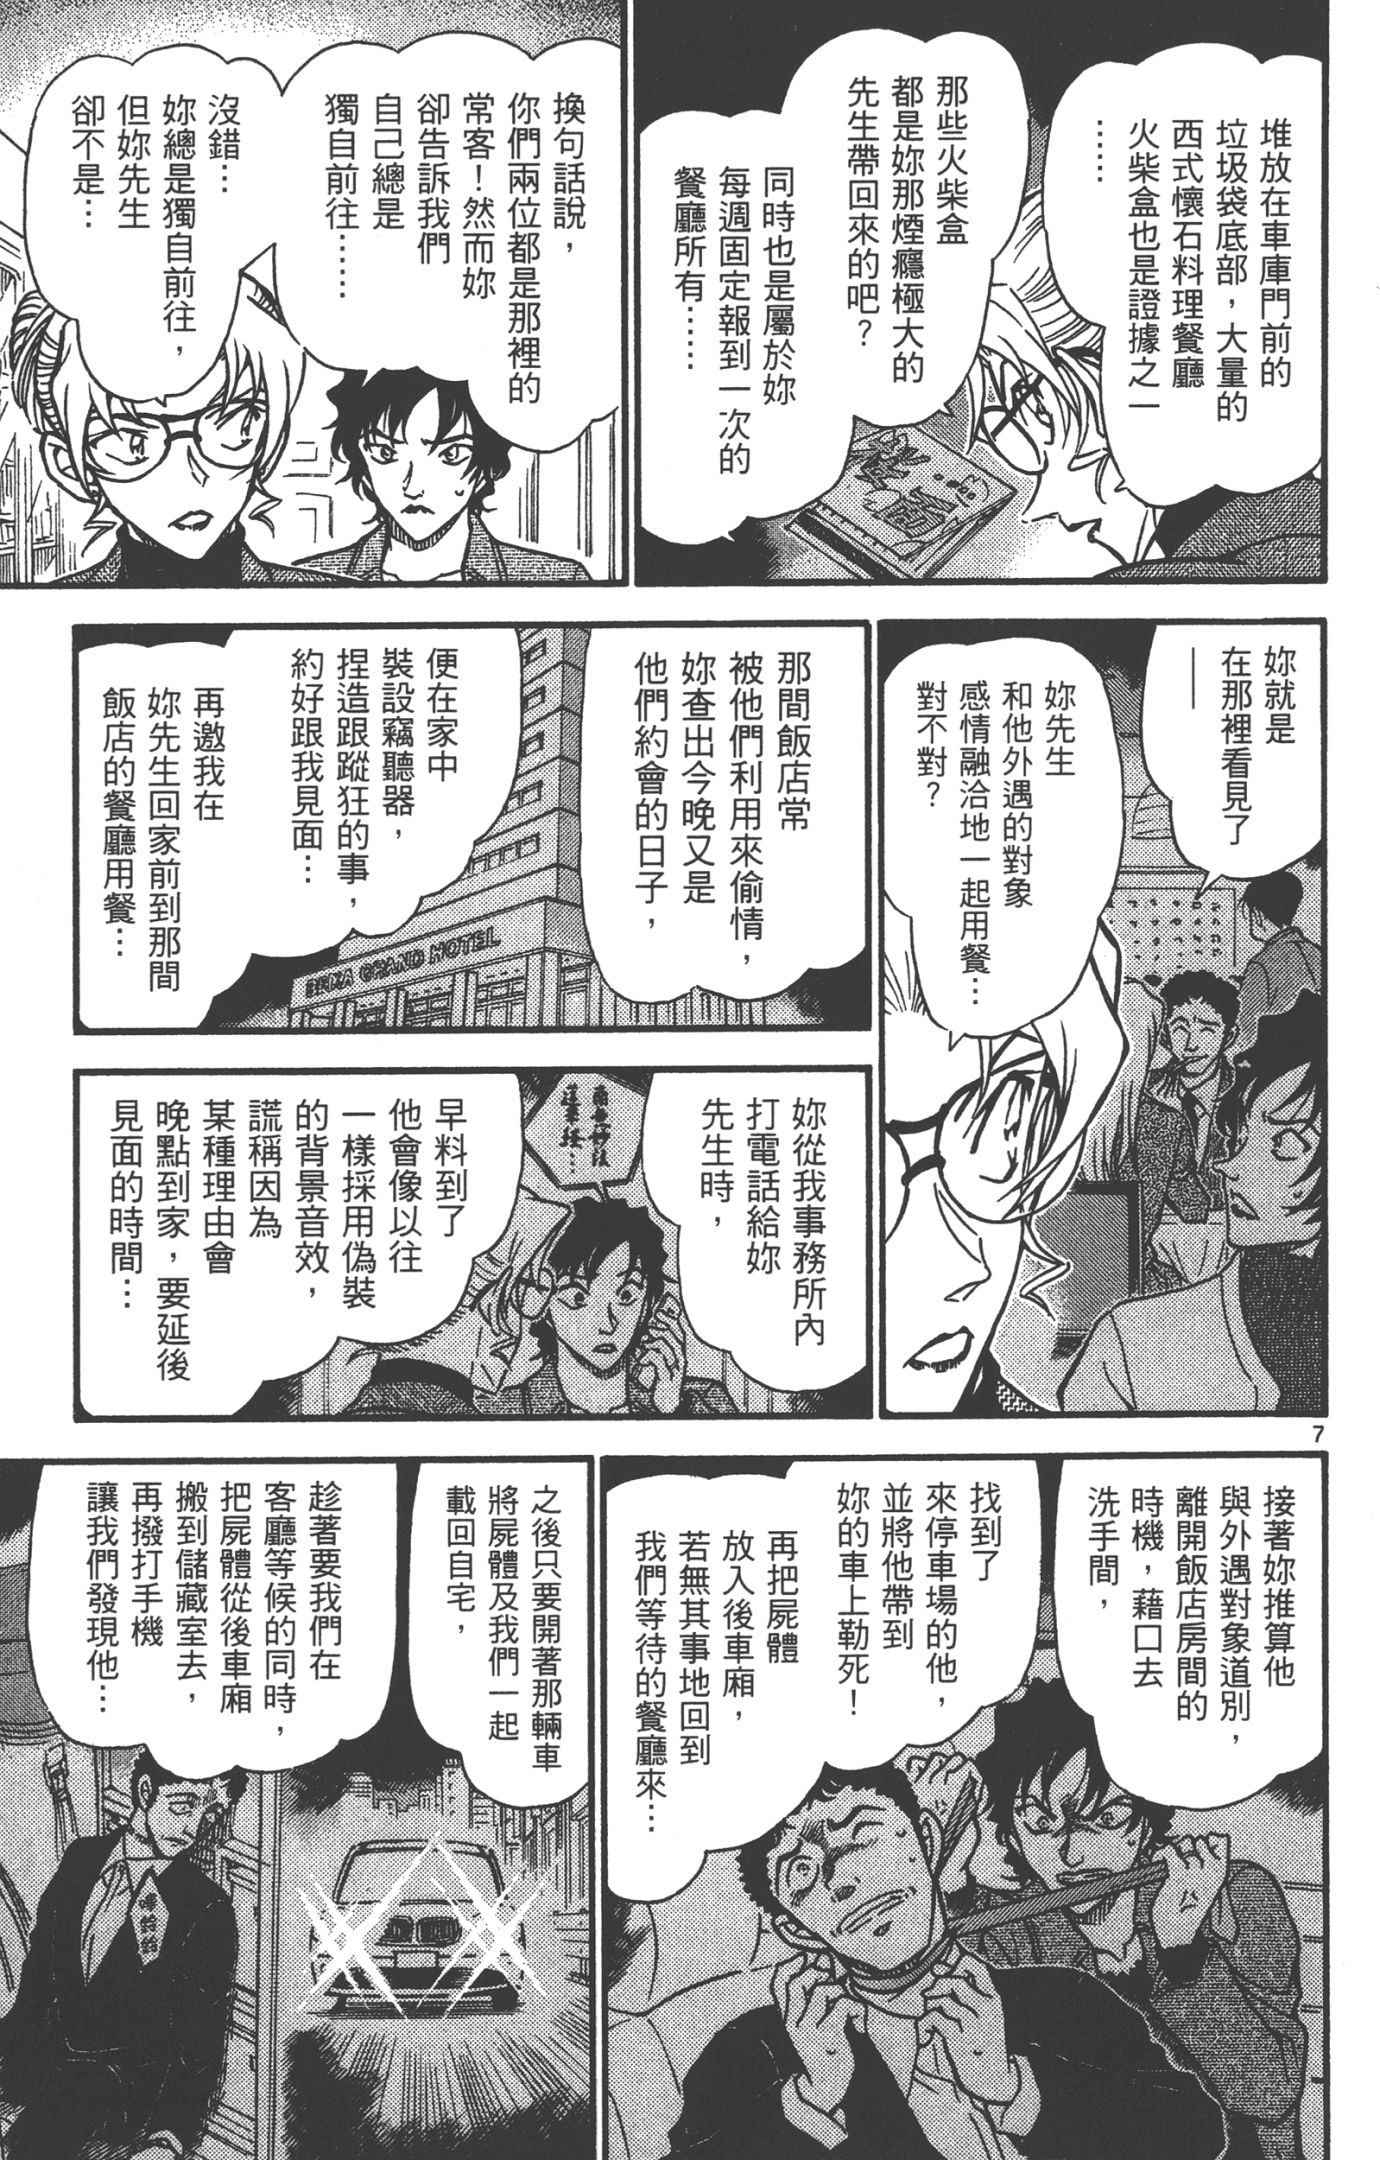 堆放在車庫門前的
垃圾袋底部，大量的
西式懷石料理餐廳
火柴盒也是證據之一
……
那些火柴盒
都是妳那煙癮極大的
先生帶回來的吧？
同時也是屬於妳
每週固定報到一次的
餐廳所有……
換句話說，
你們兩位都是那裡的
常客！然而妳
卻告訴我們
自己總是
獨自前往……
沒錯…
妳總是獨自前往，
但妳先生
卻不是…
妳就是
在那裡看見了
——
妳先生
和他外遇的對象
感情融洽地一起用餐…
對不對？
那間飯店常
被他們利用來偷情，
妳查出今晚又是
他們約會的日子，
便在家中
裝設竊聽器，
捏造跟蹤狂的事，
約好跟我見面…
再邀我在
妳先生回家前到那間
飯店的餐廳用餐…
GRAND HOTEL
妳從我事務所內
打電話給妳
先生時，
早料到了
他會像以往
一樣採用偽裝
的背景音效，
謊稱因為
某種理由會
晚點到家，要延後
見面的時間…
7
接著妳推算他
與外遇對象道別，
離開飯店房間的
時機，藉口去
洗手間，
找到了
來停車場的他，
並將他帶到
妳的車上勒死！
再把屍體
放入後車廂，
若無其事地回到
我們等待的餐廳來…
之後只要開著那輛車
將屍體及我們一起
載回自宅，
趁著要我們在
客廳等候的同時，
把屍體從後車廂
搬到儲藏室去，
再撥打手機
讓我們發現他…